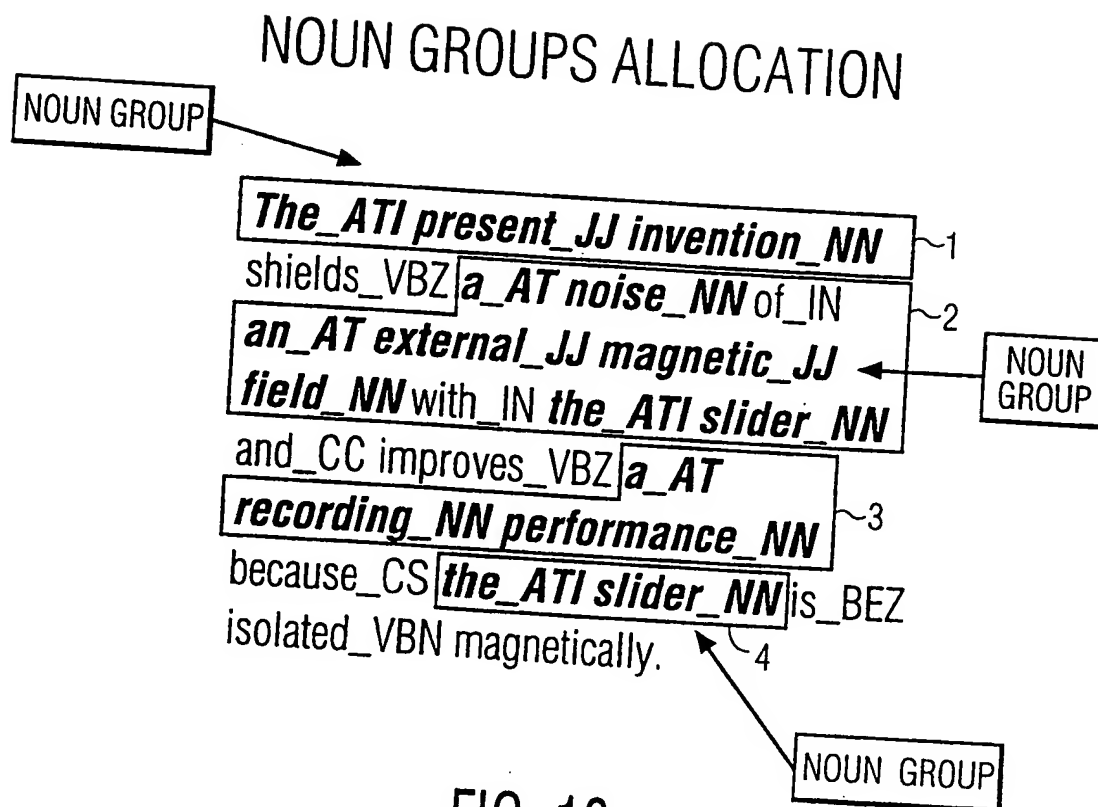 NOUN GROUPS ALLOCATION
NOUN GROUP
The_ATI present_JJ invention_NN
~1
shields_VBZ a_AT noise_NN of_IN
~2
an_AT external_JJ magnetic_JJ
NOUN
GROUP
field_NN with_IN the_ATI slider_NN
and_CC improves_VBZ a_AT
~3
recording_NN performance_NN
because_CS the_ATI slider_NN is_BEZ
4
isolated_VBN magnetically.
NOUN GROUP